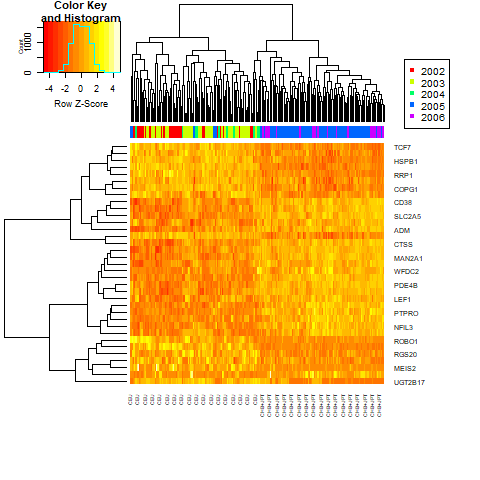 Color Key
and Histogram
Count
0
1000
-4 -2 0 2 4
Row Z-Score
2002
2003
2004
2005
2006
TCF7
HSPB1
RRP1
COPG1
CD38
SLC2A5
ADM
CTSS
MAN2A1
WFDC2
PDE4B
LEF1
PTPRO
NFIL3
ROBO1
RGS20
MEIS2
UGT2B17